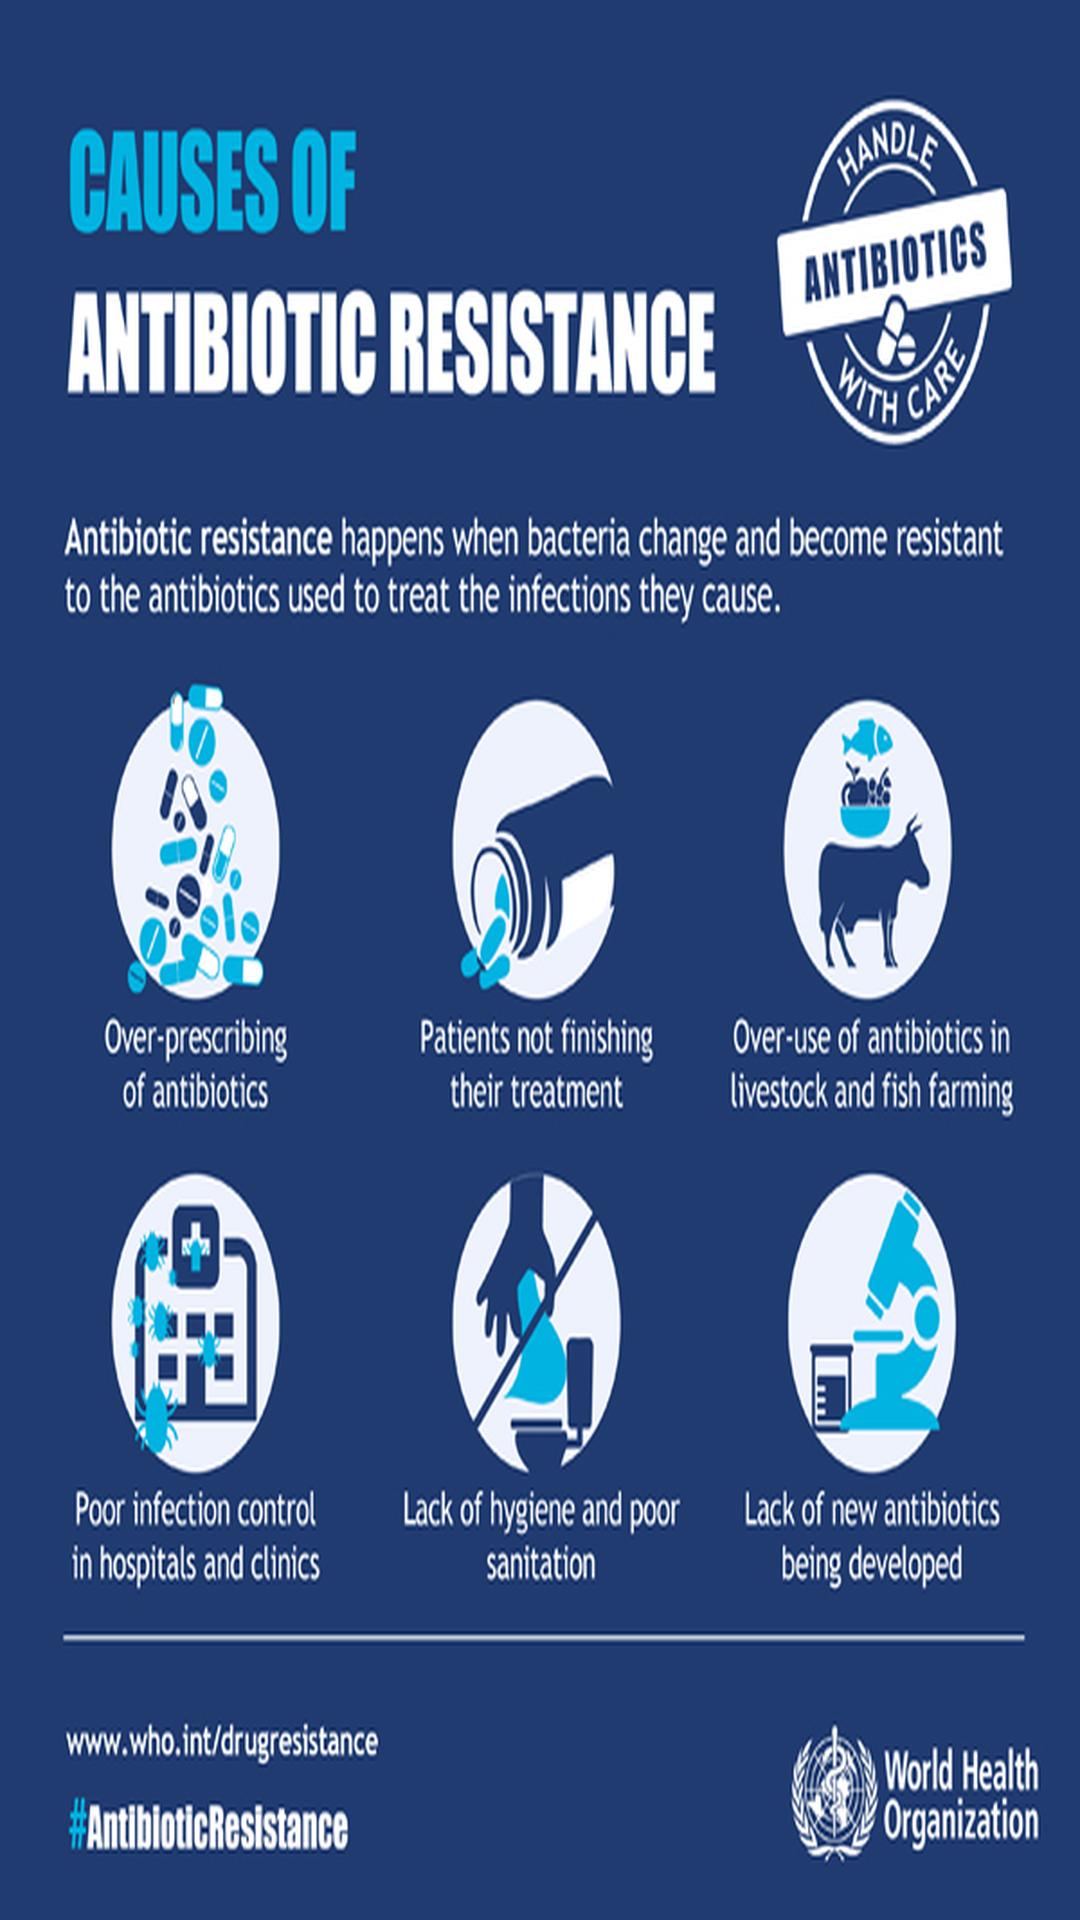 CAUSES OF
ANTIBIOTIC RESISTANCE
HANDLE
ANTIBIOTICS
WITH CARE
Antibiotic resistance happens when bacteria change and become resistant
to the antibiotics used to treat the infections they cause.
Over-prescribing
of antibiotics
Patients not finishing
their treatment
Over-use of antibiotics in
livestock and fish farming
Poor infection control
in hospitals and clinics
Lack of hygiene and poor
sanitation
Lack of new antibiotics
being developed
www.who.int/drugresistance
#AntibioticResistance
World Health
Organization